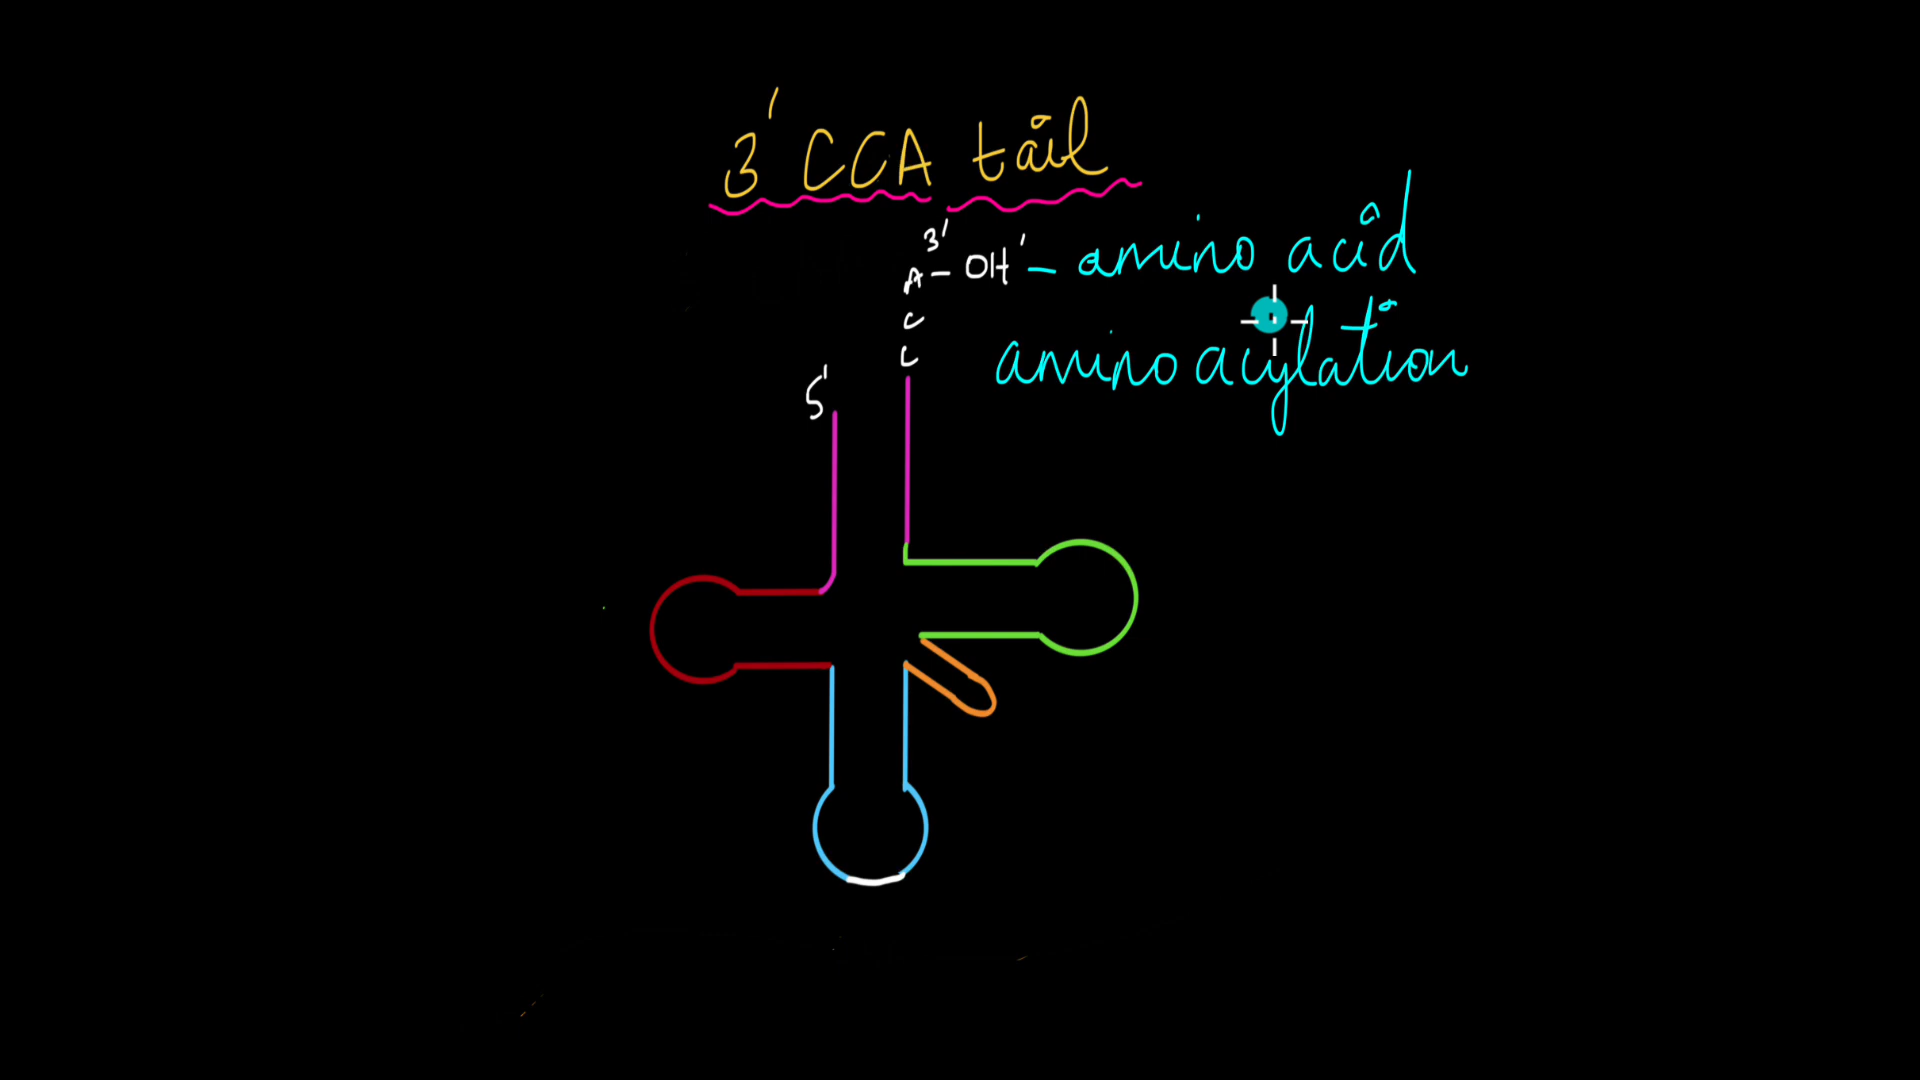 3' CCA tail
3'
A - OH' - amino acid
C
C
amino acylation
5'